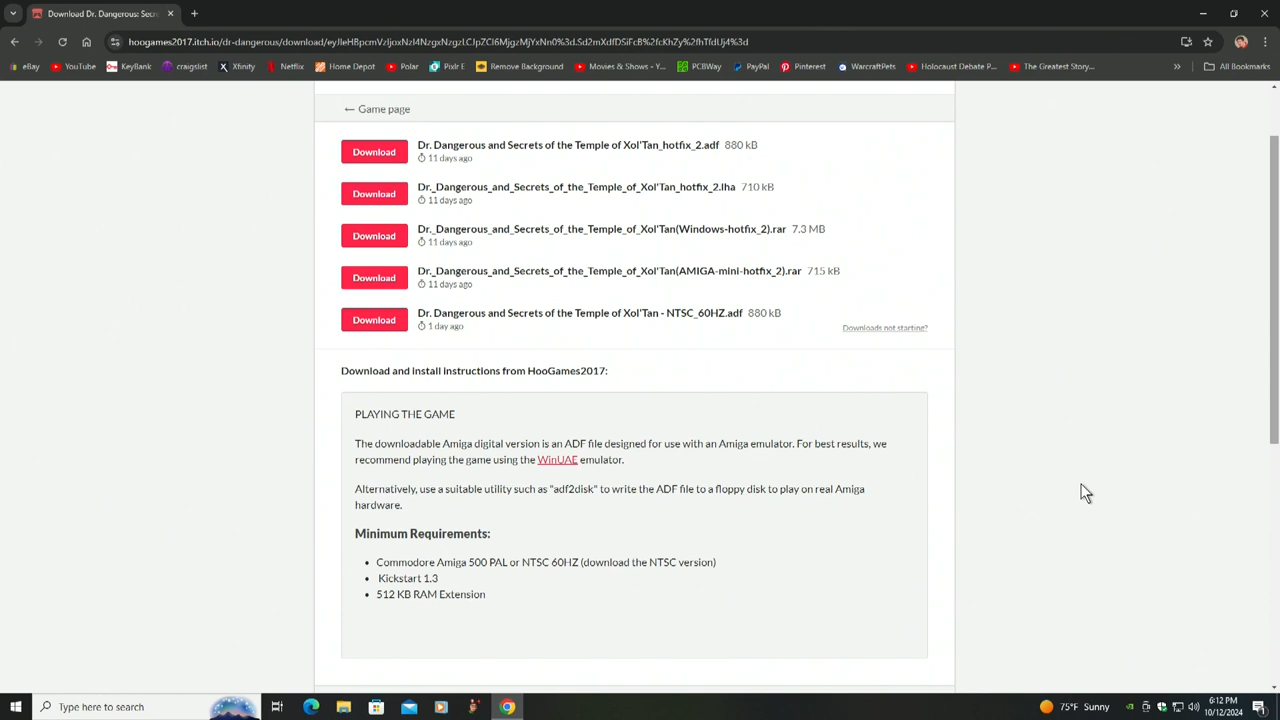 Download Dr. Dangerous: Secr
hoogames2017.itch.io/dr-dangerous/download/
eBay
YouTube
KeyBank
craigslist
Xfinity
Netflix
Home Depot
Polar
Pixlr E
Remove Background
Movies & Shows - Y...
PCBWay
PayPal
Pinterest
WarcraftPets
Holocaust Debate P...
The Greatest Story...
»
All Bookmarks
← Game page
Download
Dr. Dangerous and Secrets of the Temple of Xol'Tan_hotfix_2.adf 880 kB
11 days ago
Download
Dr._Dangerous_and_Secrets_of_the_Temple_of_Xol'Tan_hotfix_2.lha 710 kB
11 days ago
Download
Dr._Dangerous_and_Secrets_of_the_Temple_of_Xol'Tan(Windows-hotfix_2).rar 7.3 MB
11 days ago
Download
Dr._Dangerous_and_Secrets_of_the_Temple_of_Xol'Tan(AMIGA-mini-hotfix_2).rar 715 kB
11 days ago
Download
Dr. Dangerous and Secrets of the Temple of Xol'Tan - NTSC_60HZ.adf 880 kB
1 day ago
Downloads not starting?
Download and install instructions from HooGames2017:
PLAYING THE GAME
The downloadable Amiga digital version is an ADF file designed for use with an Amiga emulator. For best results, we
recommend playing the game using the WinUAE emulator.
Alternatively, use a suitable utility such as "adf2disk" to write the ADF file to a floppy disk to play on real Amiga
hardware.
Minimum Requirements:
• Commodore Amiga 500 PAL or NTSC 60HZ (download the NTSC version)
• Kickstart 1.3
• 512 KB RAM Extension
Type here to search
75°F Sunny
6:12 PM
10/12/2024